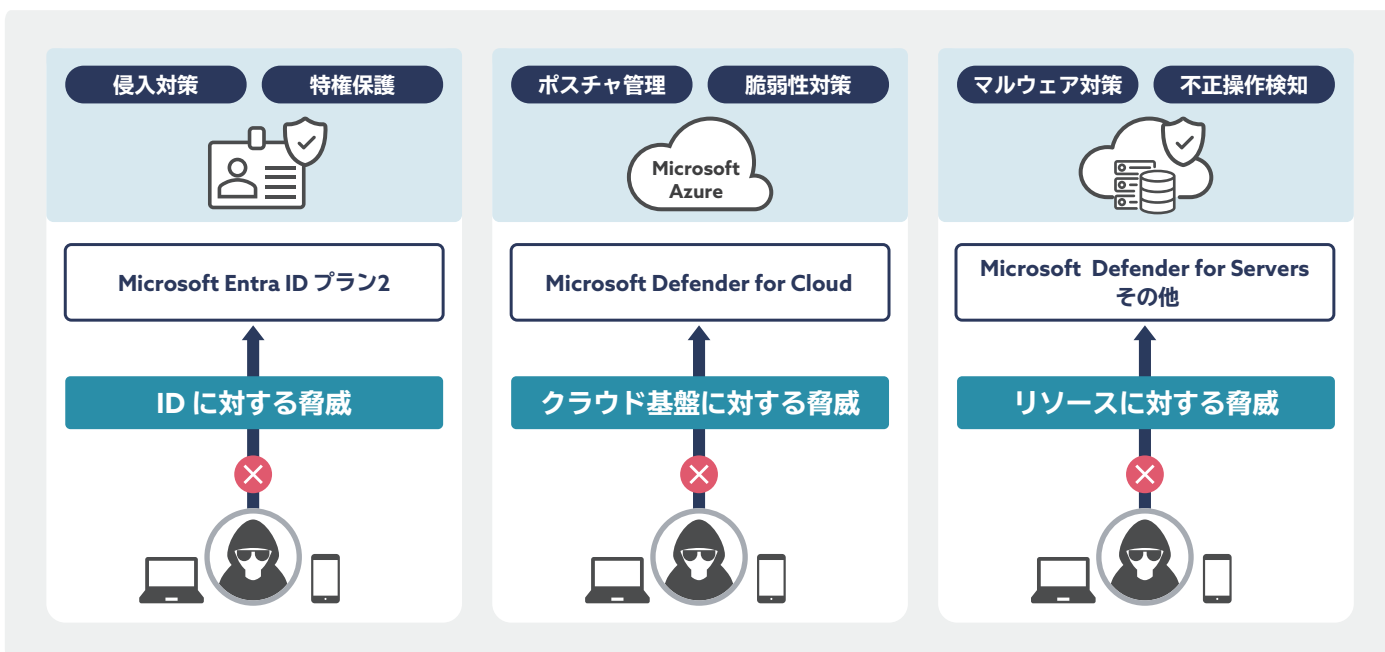 侵入対策
特権保護
Microsoft Entra ID プラン2
ID に対する脅威
ポスチャ管理
脆弱性対策
Microsoft
Azure
Microsoft Defender for Cloud
クラウド基盤に対する脅威
マルウェア対策
不正操作検知
Microsoft Defender for Servers
その他
リソースに対する脅威